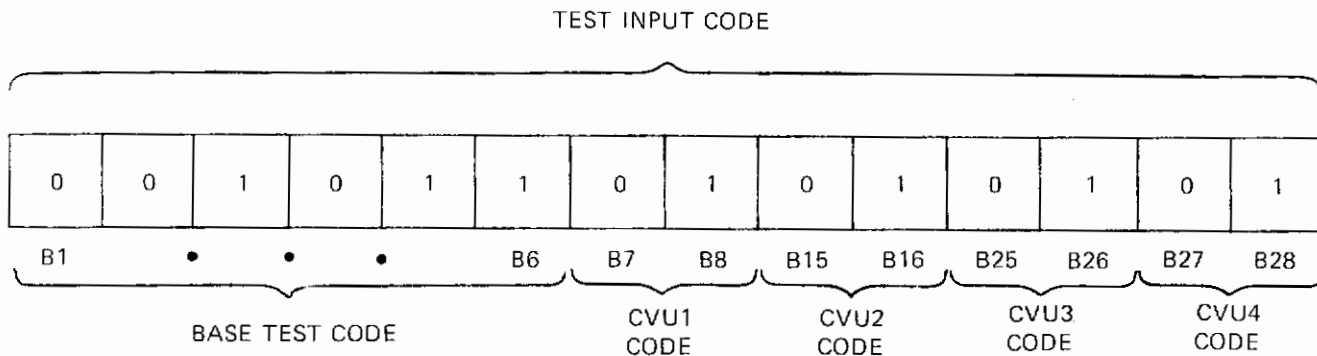 TEST INPUT CODE
0 0 1 0 1 1 0 1 0 1 0 1 0 1
B1 • • • B6 B7 B8 B15 B16 B25 B26 B27 B28
BASE TEST CODE
CVU1 CODE
CVU2 CODE
CVU3 CODE
CVU4 CODE